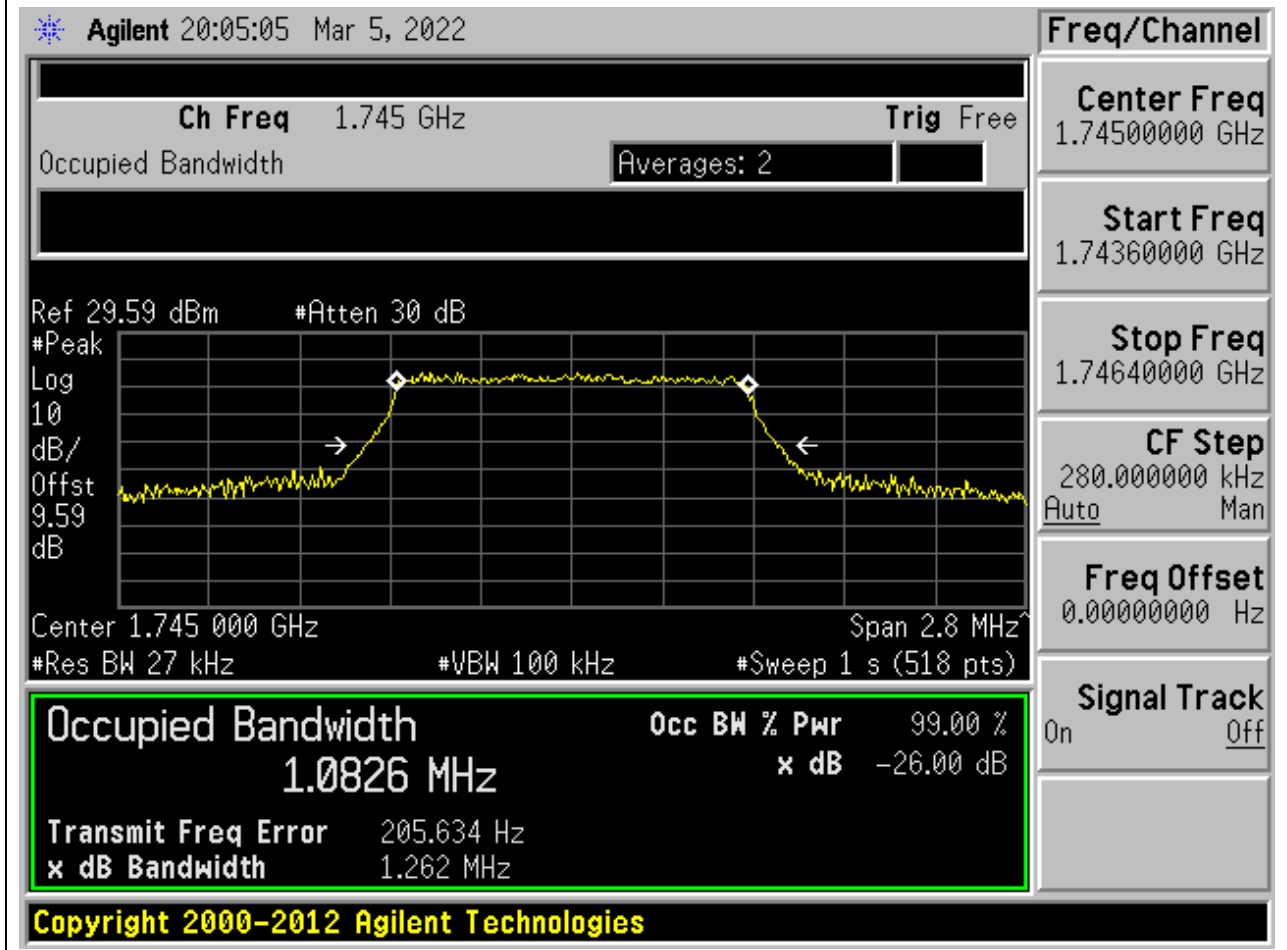 Agilent 20:05:05 Mar 5, 2022
Freq/Channel
Ch Freq 1.745 GHz
Trig Free
Occupied Bandwidth
Averages: 2
Ref 29.59 dBm #Atten 30 dB
#Peak
Log
10
dB/
Offst
9.59
dB
Center 1.745 000 GHz
Span 2.8 MHz^
#Res BW 27 kHz #VBW 100 kHz #Sweep 1 s (518 pts)
Occupied Bandwidth
1.0826 MHz
Occ BW % Pwr 99.00 %
x dB -26.00 dB
Transmit Freq Error 205.634 Hz
x dB Bandwidth 1.262 MHz
Center Freq
1.74500000 GHz
Start Freq
1.74360000 GHz
Stop Freq
1.74640000 GHz
CF Step
280.000000 kHz
Auto Man
Freq Offset
0.00000000 Hz
Signal Track
On Off
Copyright 2000-2012 Agilent Technologies